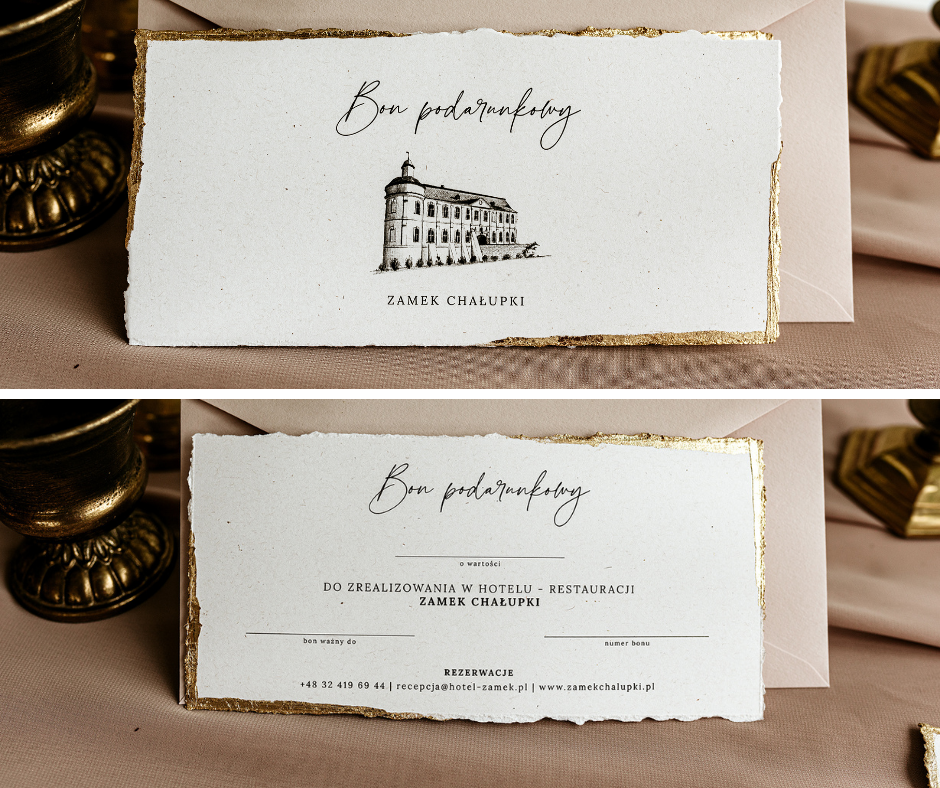 Bon podarunkowy
ZAMEK CHAŁUPKI
Bon podarunkowy
o wartości
DO ZREALIZOWANIA W HOTELU - RESTAURACJI
ZAMEK CHAŁUPKI
bon ważny do
numer bonu
REZERWACJE
+48 32 419 69 44 | recepcja@hotel-zamek.pl | www.zamekchalupki.pl